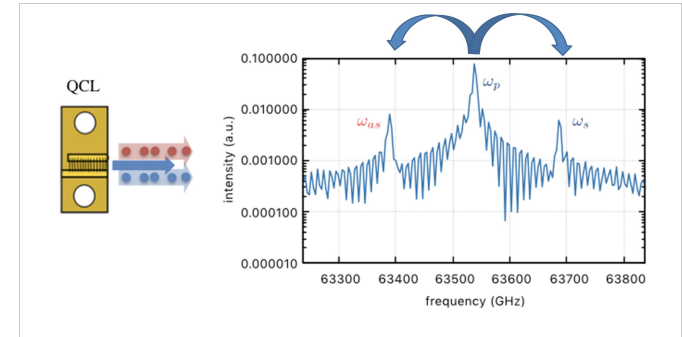 QCL
intensity (a.u.)
0.100000
0.010000
0.001000
0.000100
0.000010
ωas
ωp
ωs
63300 63400 63500 63600 63700 63800
frequency (GHz)